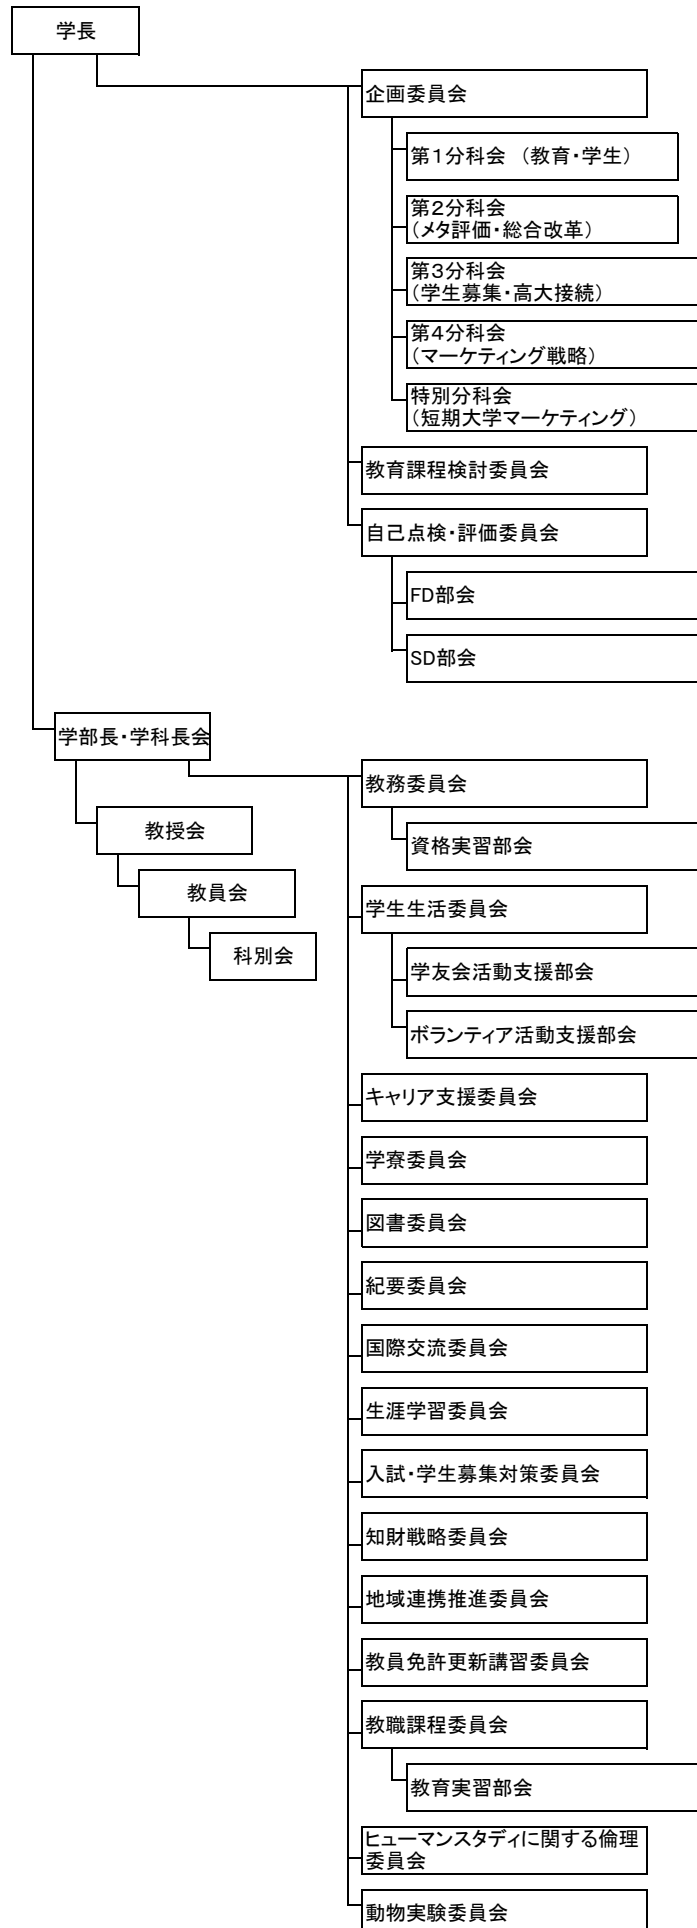 学長
企画委員会
第1分科会 （教育・学生）
第2分科会
（メタ評価・総合改革）
第3分科会
（学生募集・高大接続）
第4分科会
（マーケティング戦略）
特別分科会
（短期大学マーケティング）
教育課程検討委員会
自己点検・評価委員会
FD部会
SD部会
学部長・学科長会
教授会
教員会
科別会
教務委員会
資格実習部会
学生生活委員会
学友会活動支援部会
ボランティア活動支援部会
キャリア支援委員会
学寮委員会
図書委員会
紀要委員会
国際交流委員会
生涯学習委員会
入試・学生募集対策委員会
知財戦略委員会
地域連携推進委員会
教員免許更新講習委員会
教職課程委員会
教育実習部会
ヒューマンスタディに関する倫理
委員会
動物実験委員会